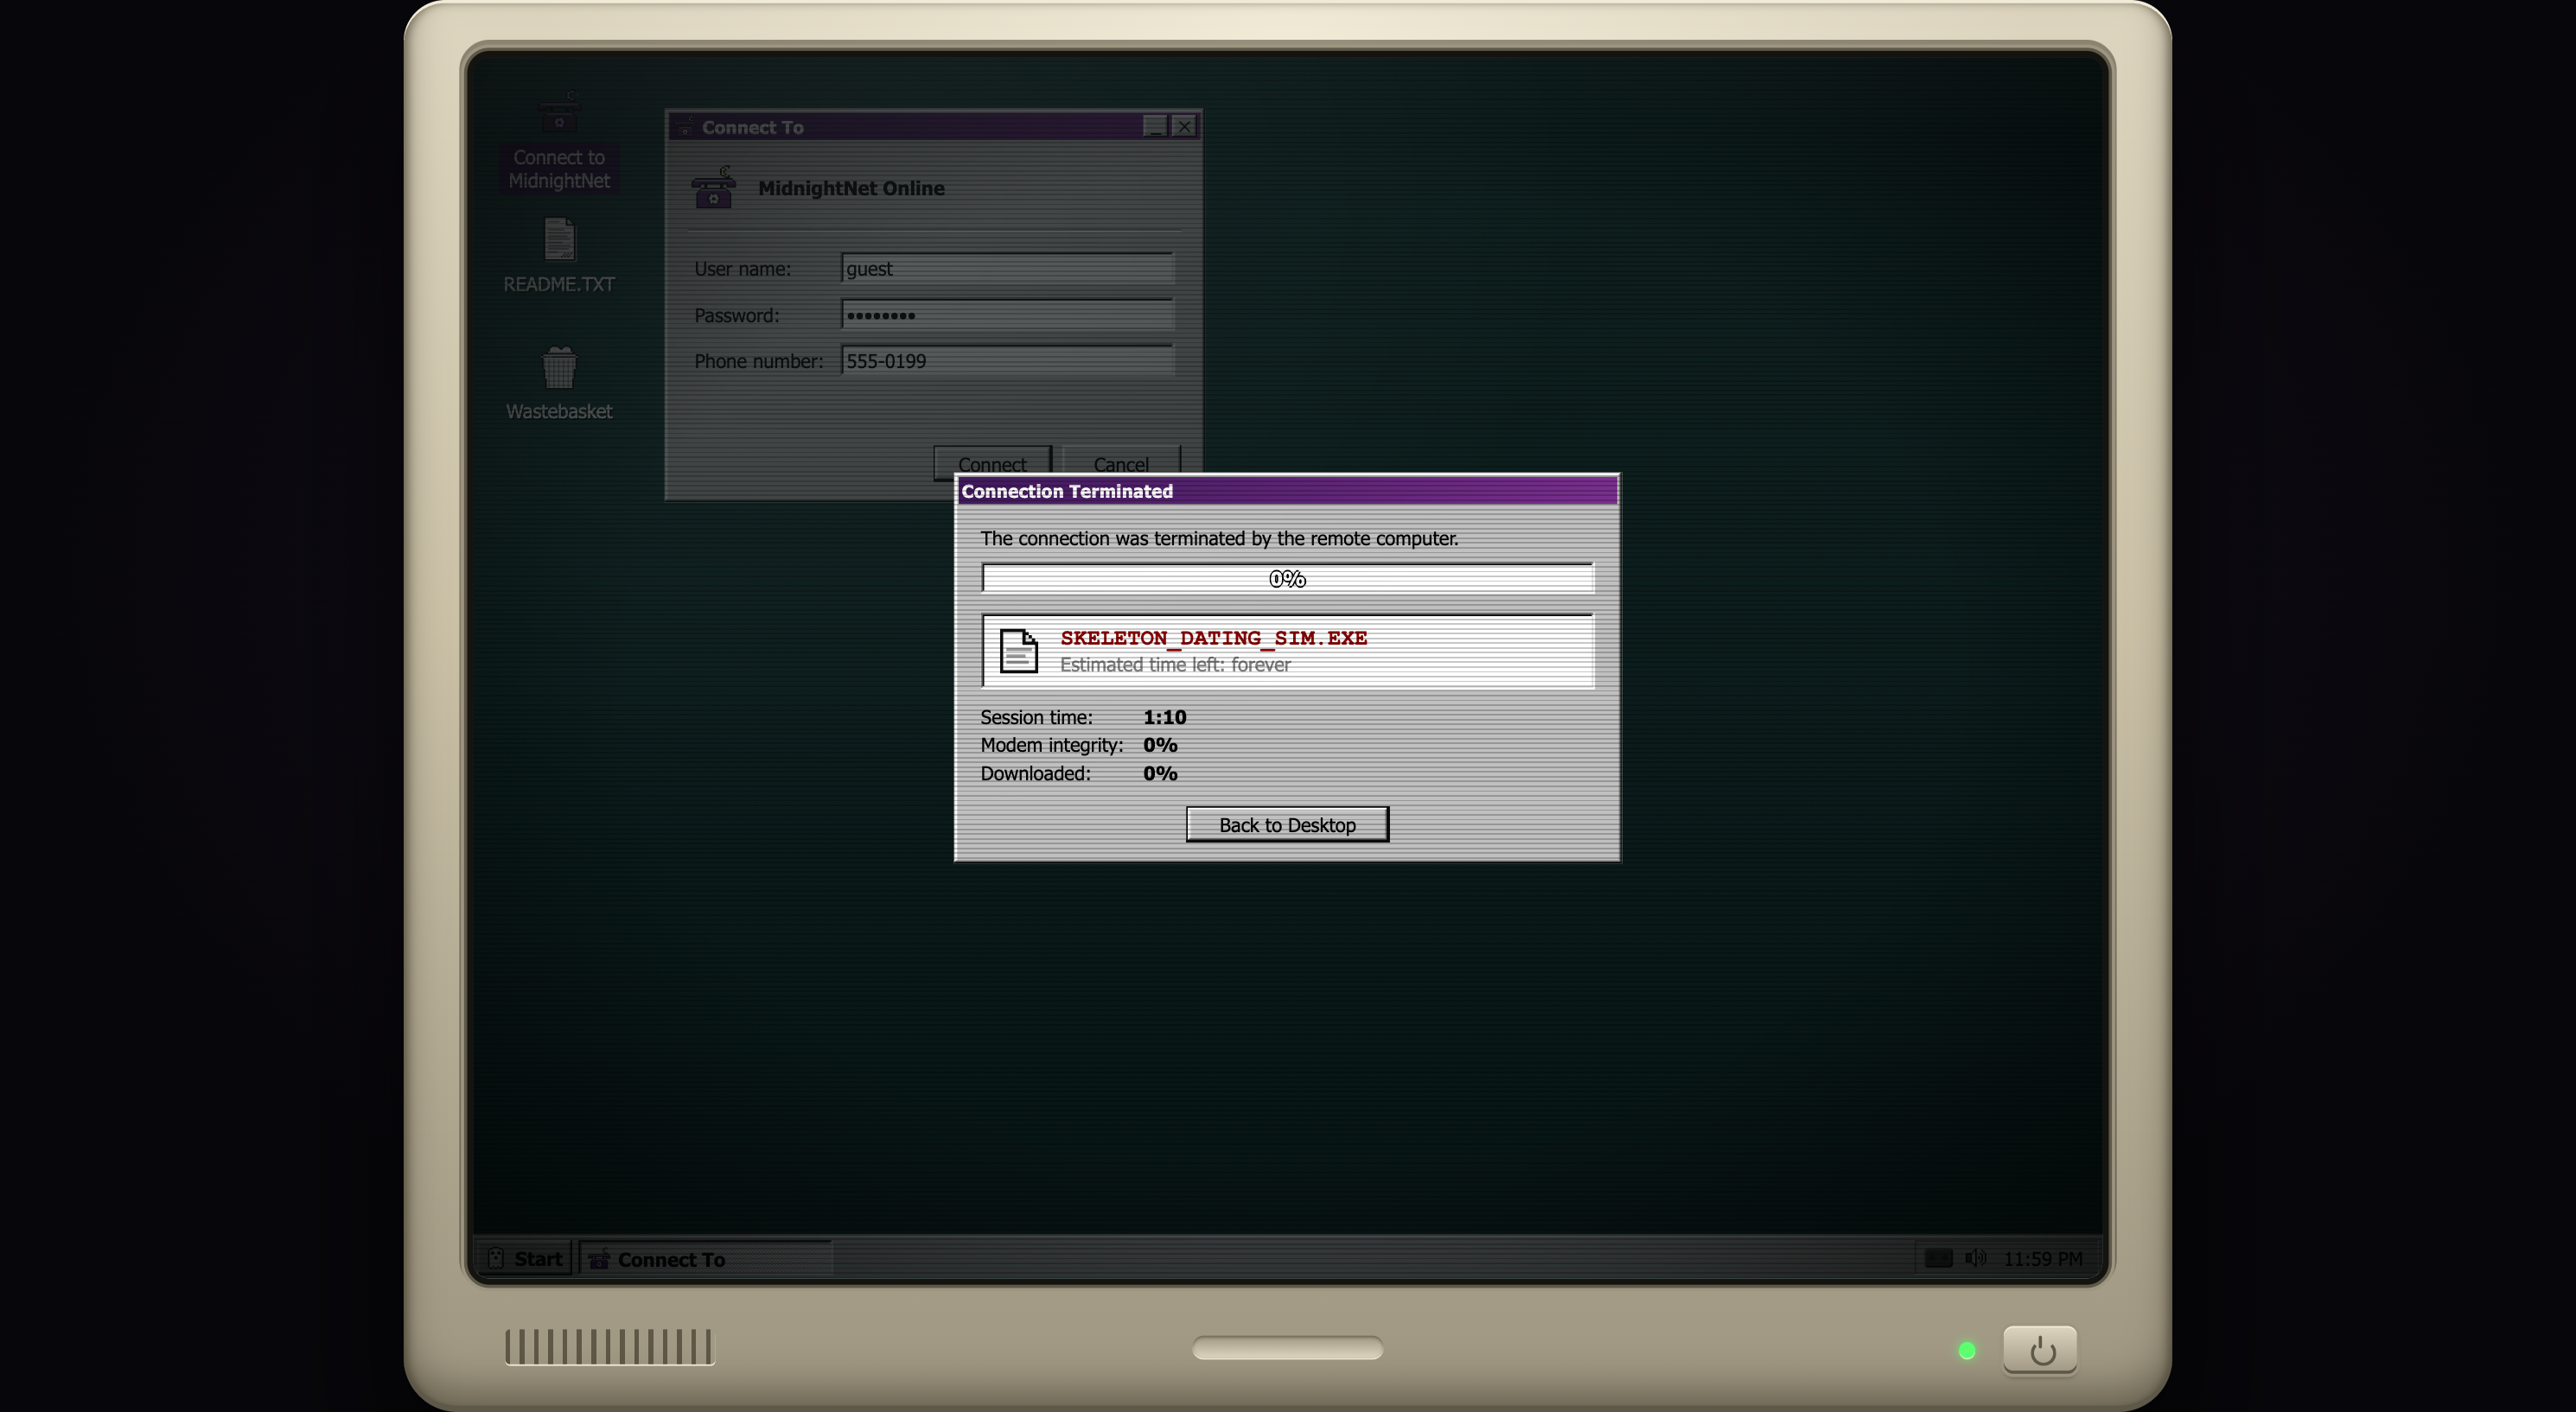 Connect to
MidnightNet
README.TXT
Wastebasket
Connect To
MidnightNet Online
User name: guest
Password: ••••••••
Phone number: 555-0199
Connect Cancel
Connection Terminated
The connection was terminated by the remote computer.
0%
SKELETON_DATING_SIM.EXE
Estimated time left: forever
Session time: 1:10
Modem integrity: 0%
Downloaded: 0%
Back to Desktop
Start Connect To 11:59 PM